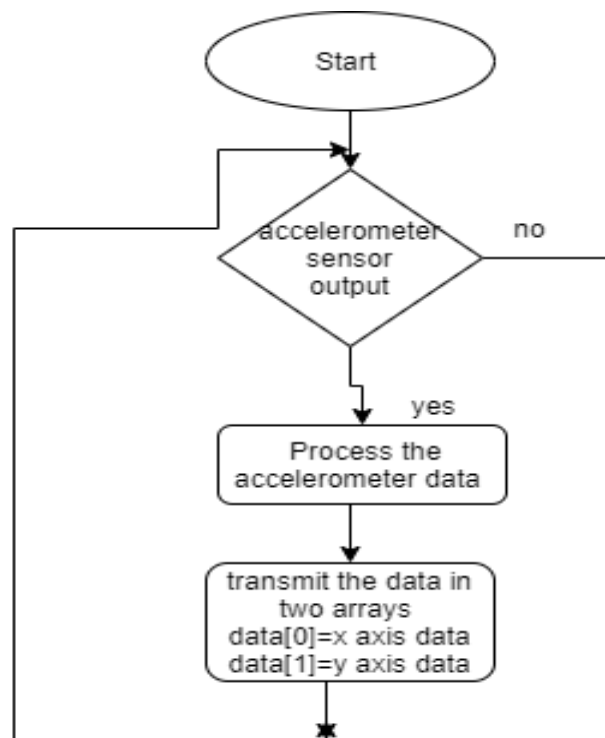 Start
accelerometer
sensor
output
no
yes
Process the
accelerometer data
transmit the data in
two arrays
data[0]=x axis data
data[1]=y axis data